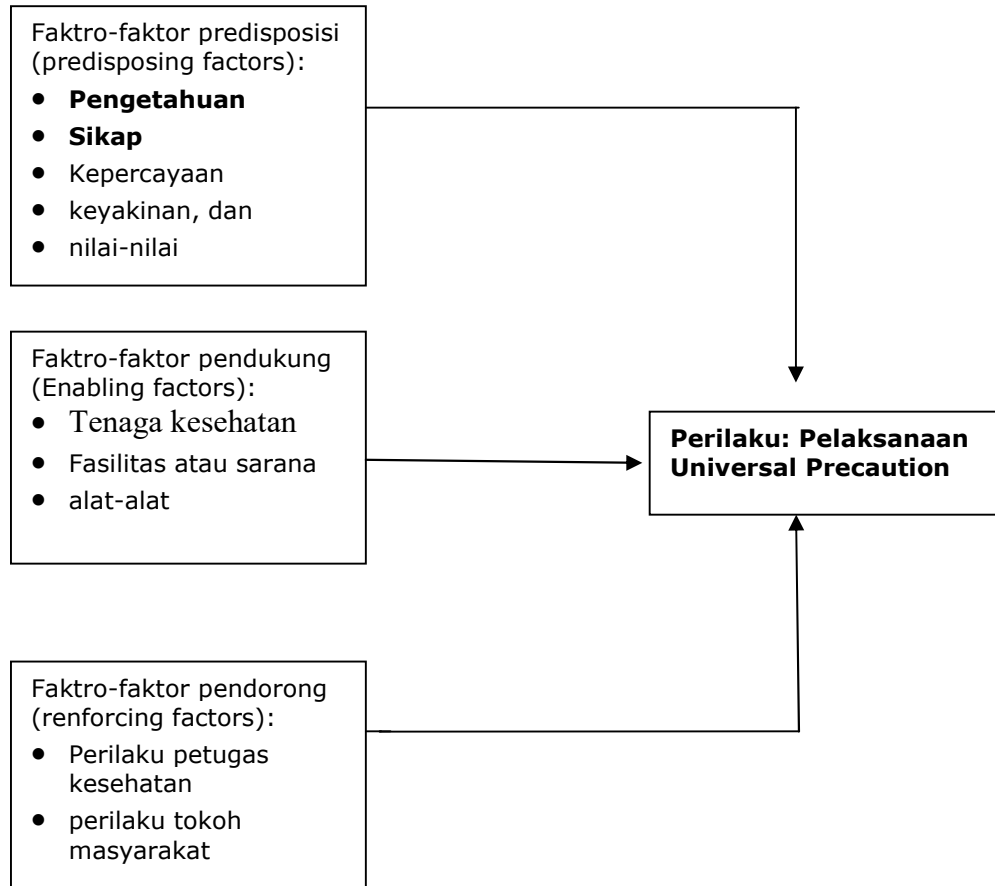 Faktro-faktor predisposisi
(predisposing factors):
• Pengetahuan
• Sikap
• Kepercayaan
• keyakinan, dan
• nilai-nilai
Faktro-faktor pendukung
(Enabling factors):
• Tenaga kesehatan
• Fasilitas atau sarana
• alat-alat
Perilaku: Pelaksanaan
Universal Precaution
Faktro-faktor pendorong
(renforcing factors):
• Perilaku petugas
kesehatan
• perilaku tokoh
masyarakat